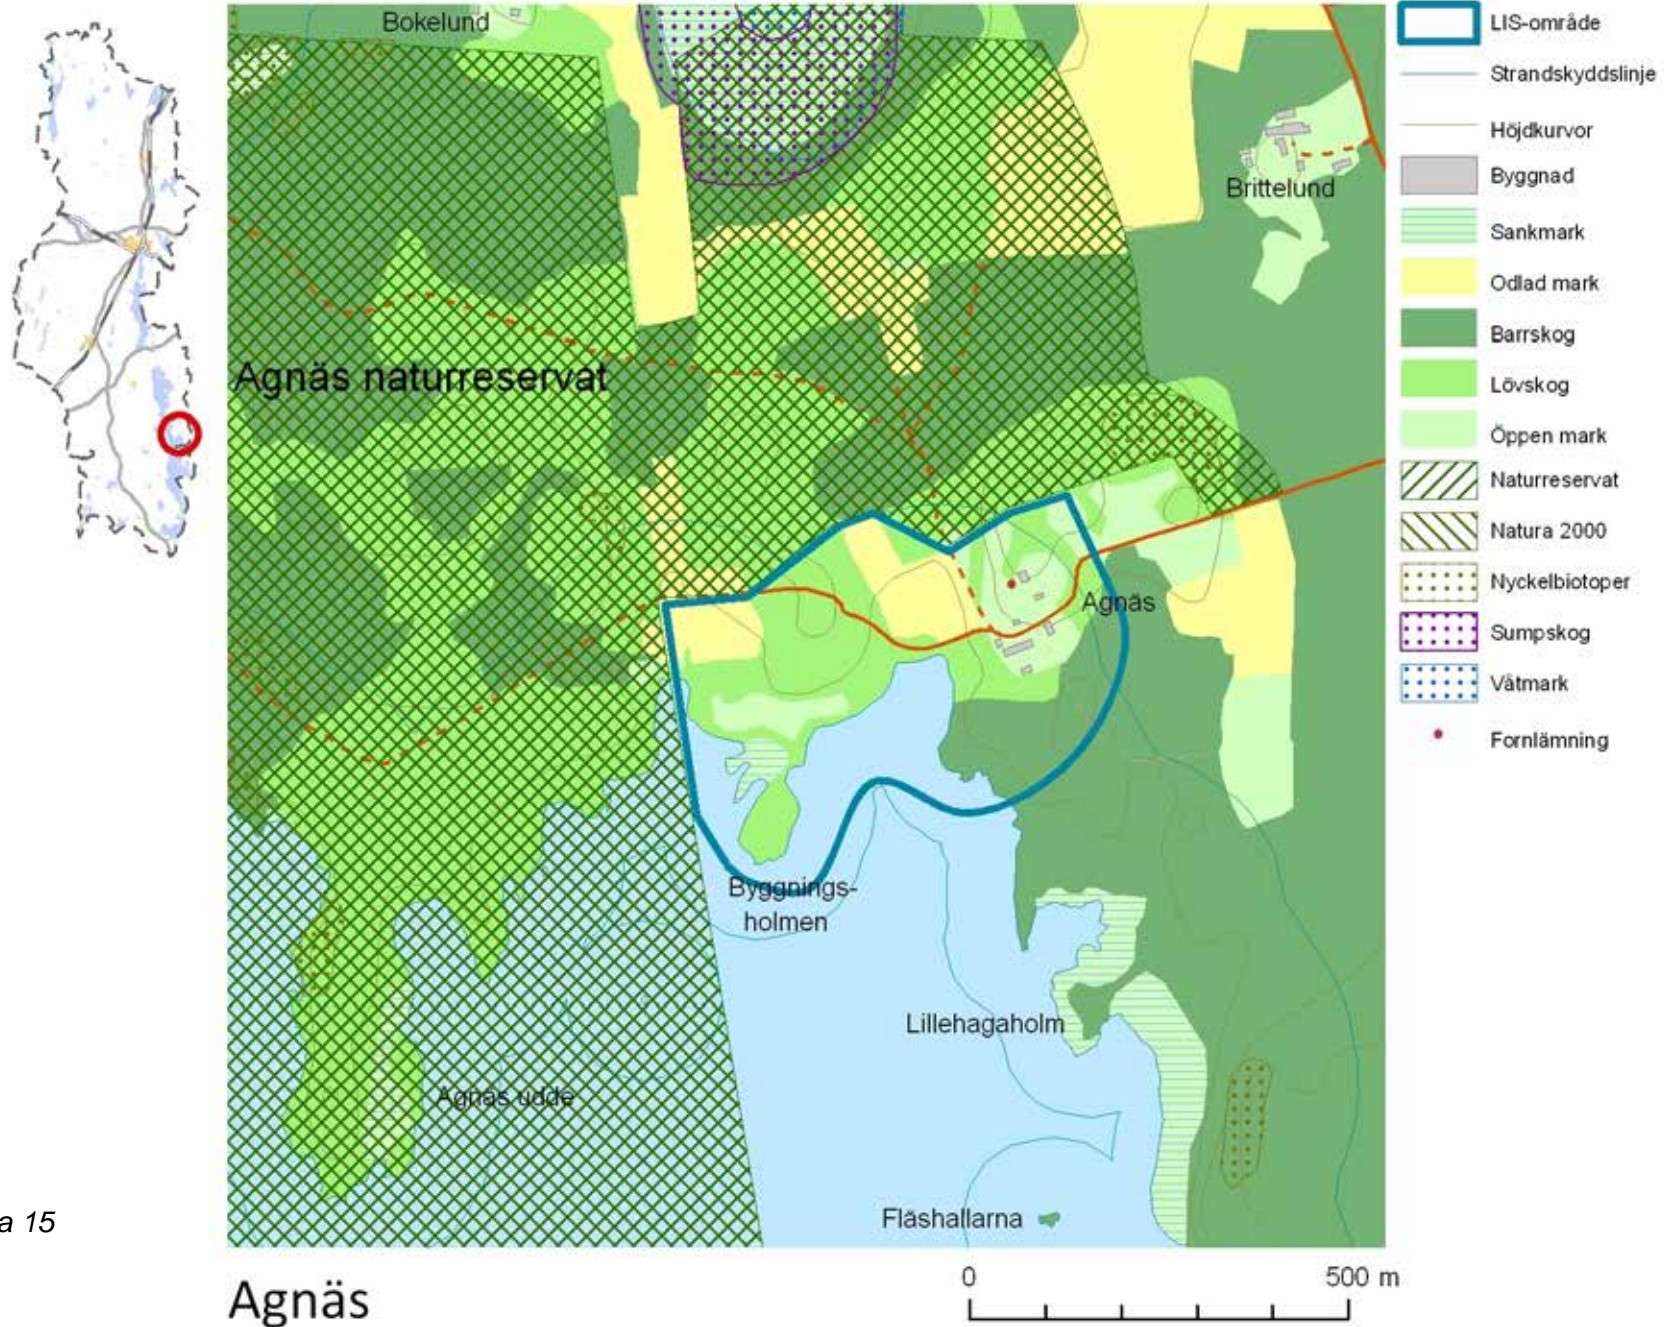 Bokelund
Brittelund
Agnäs naturreservat
Agnäs
Byggnings-
holmen
Lillehagaholm
Agnäs udde
Fläshallarna
LIS-område
Strandskyddslinje
Höjdkurvor
Byggnad
Sankmark
Odlad mark
Barrskog
Lövskog
Öppen mark
Naturreservat
Natura 2000
Nyckelbiotoper
Sumpskog
Våtmark
Fornlämning
a 15
Agnäs
0 500 m